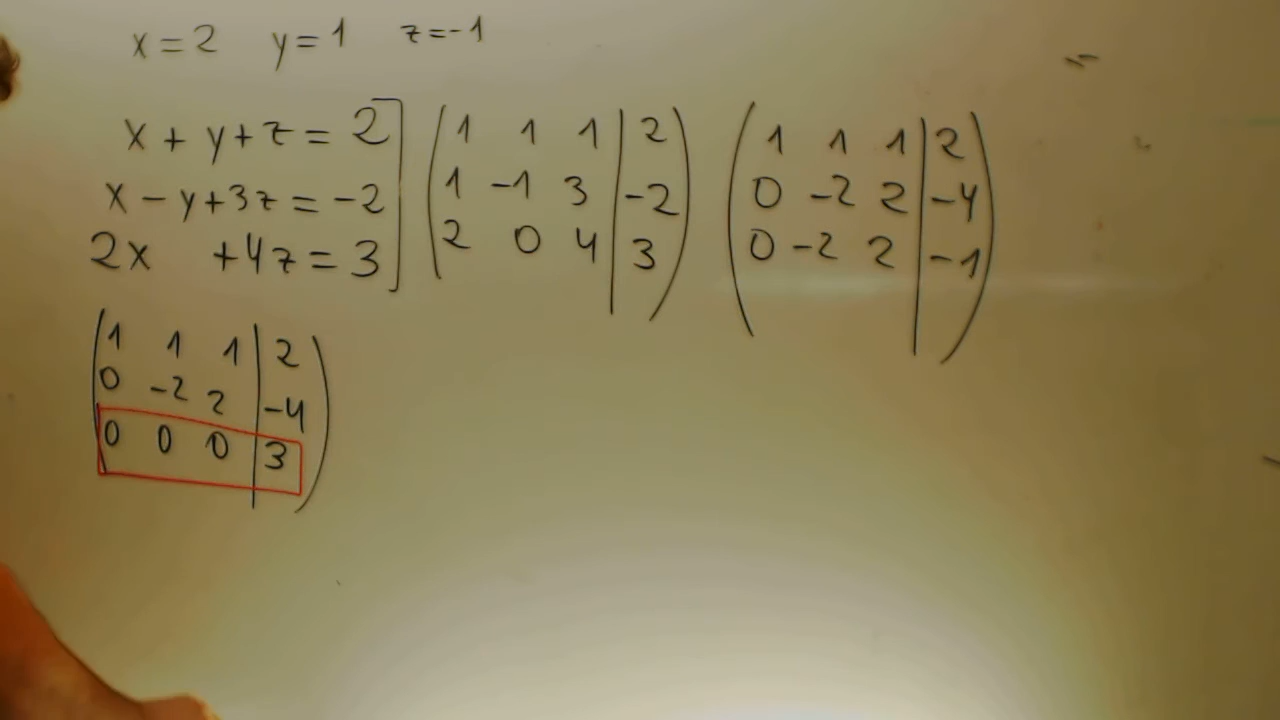 x=2 y=1 z=-1
x+y+z=2
x-y+3z=-2
2x +4z=3
1 1 1 | 2
1 -1 3 | -2
2 0 4 | 3
1 1 1 | 2
0 -2 2 | -4
0 -2 2 | -1
1 1 1 | 2
0 -2 2 | -4
0 0 0 | 3